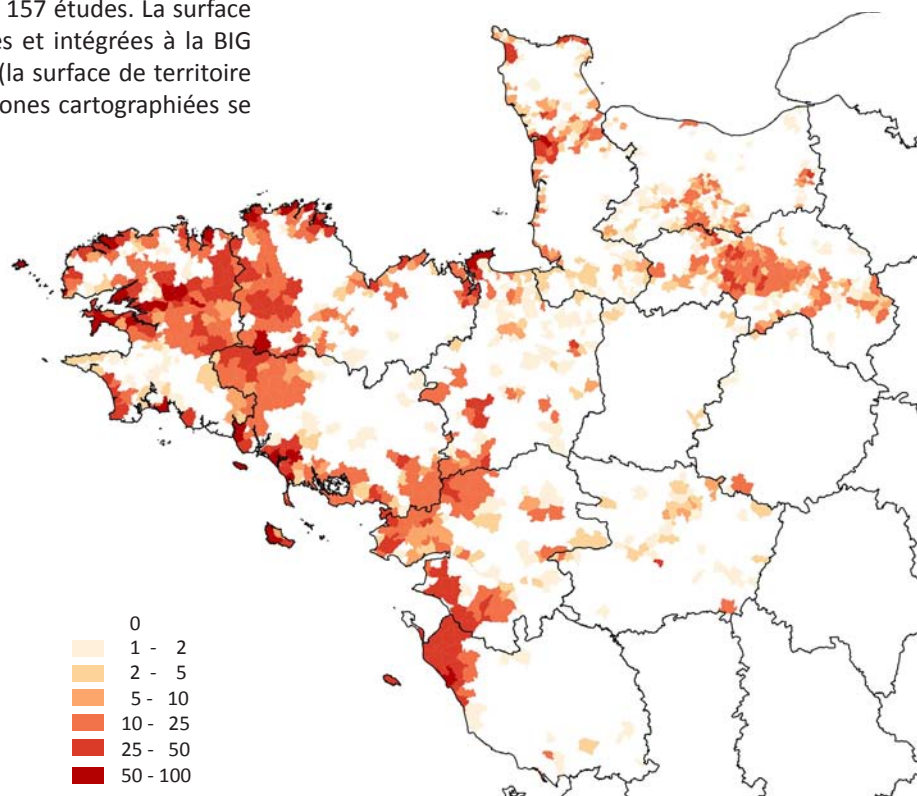 157 études. La surface
es et intégrées à la BIG
(la surface de territoire
ones cartographiées se
0
1 - 2
2 - 5
5 - 10
10 - 25
25 - 50
50 - 100